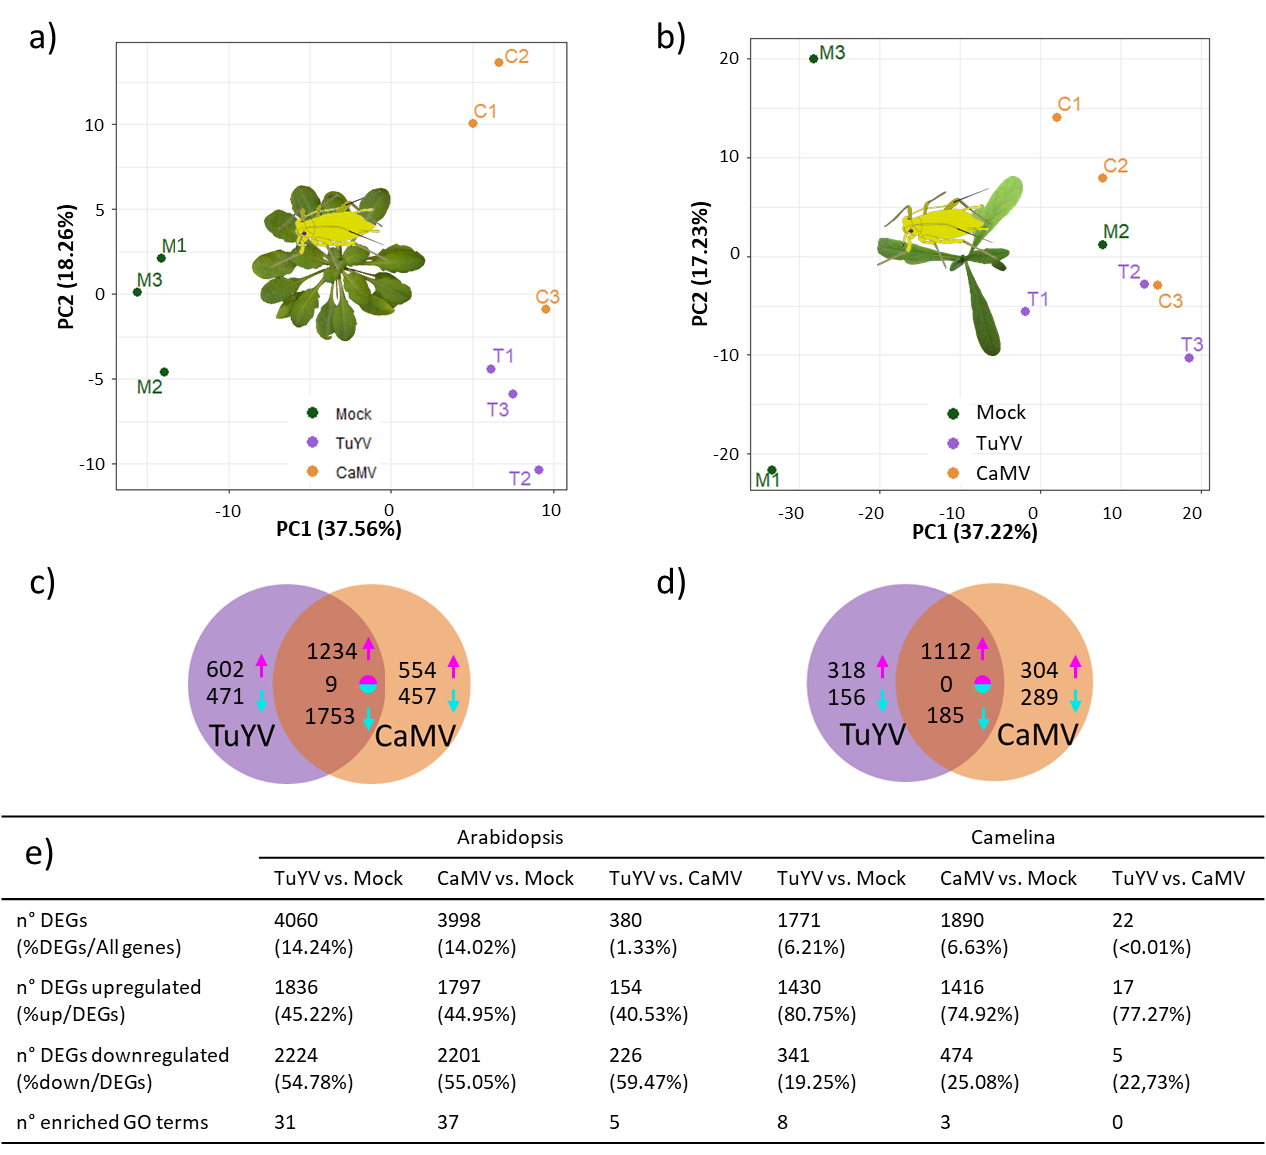 a)
C2
C1
10
5
M1
M3
0
C3
T1
-5
M2
T3
Mock
TuYV
CaMV
-10
T2
-10
0
10
PC1 (37.56%)
PC2 (18.26%)
b)
20
M3
C1
10
C2
M2
0
T2
C3
T1
-10
T3
Mock
TuYV
CaMV
-20
M1
-30
-20
-10
0
10
20
PC1 (37.22%)
PC2 (17.23%)
c)
602
471
TuYV
1234
9
1753
554
457
CaMV
d)
318
156
TuYV
1112
0
185
304
289
CaMV
e)
Arabidopsis Camelina
TuYV vs. Mock CaMV vs. Mock TuYV vs. CaMV TuYV vs. Mock CaMV vs. Mock TuYV vs. CaMV
n° DEGs 4060 3998 380 1771 1890 22
(%DEGs/All genes) (14.24%) (14.02%) (1.33%) (6.21%) (6.63%) (<0.01%)
n° DEGs upregulated 1836 1797 154 1430 1416 17
(%up/DEGs) (45.22%) (44.95%) (40.53%) (80.75%) (74.92%) (77.27%)
n° DEGs downregulated 2224 2201 226 341 474 5
(%down/DEGs) (54.78%) (55.05%) (59.47%) (19.25%) (25.08%) (22,73%)
n° enriched GO terms 31 37 5 8 3 0